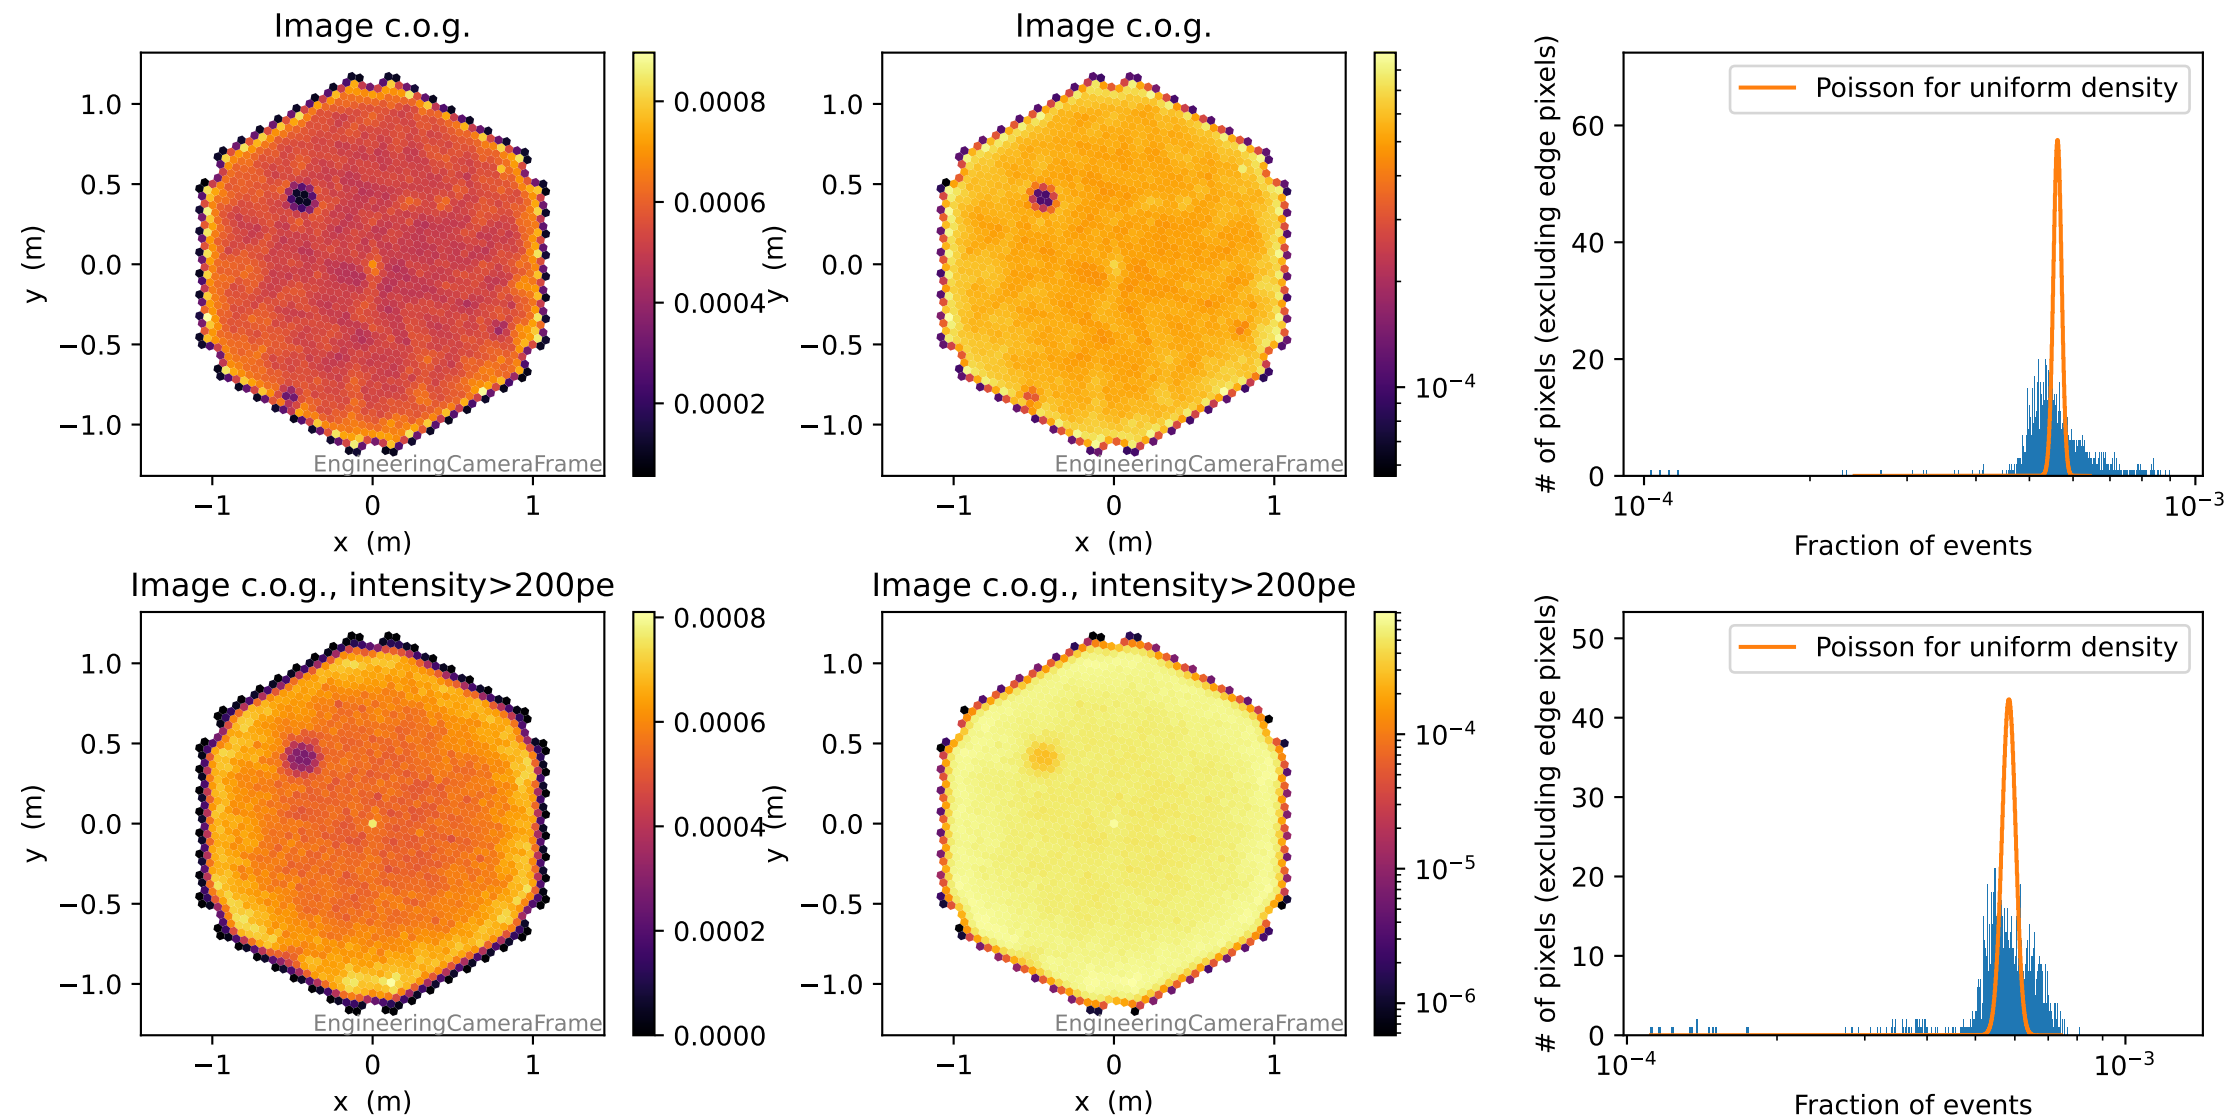 Image c.o.g.
1.0
0.5
0.0
−0.5
−1.0
y (m)
−1
0
1
x (m)
EngineeringCameraFrame
0.0008
0.0006
0.0004
0.0002
Image c.o.g.
1.0
0.5
0.0
−0.5
−1.0
y (m)
−1
0
1
x (m)
EngineeringCameraFrame
10⁻⁴
# of pixels (excluding edge pixels)
60
40
20
0
Poisson for uniform density
10⁻⁴
10⁻³
Fraction of events
Image c.o.g., intensity>200pe
1.0
0.5
0.0
−0.5
−1.0
y (m)
−1
0
1
x (m)
EngineeringCameraFrame
0.0008
0.0006
0.0004
0.0002
0.0000
Image c.o.g., intensity>200pe
1.0
0.5
0.0
−0.5
−1.0
y (m)
−1
0
1
x (m)
EngineeringCameraFrame
10⁻⁴
10⁻⁵
10⁻⁶
# of pixels (excluding edge pixels)
50
40
30
20
10
0
Poisson for uniform density
10⁻⁴
10⁻³
Fraction of events